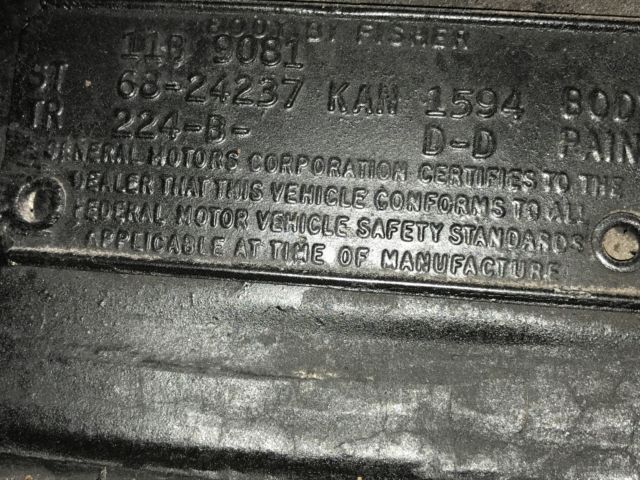 BODY BY FISHER
11B 9081
ST 68-24237 KAN 1594 BOD
TR 224-B- D-D PAIN
GENERAL MOTORS CORPORATION CERTIFIES TO THE
DEALER THAT THIS VEHICLE CONFORMS TO ALL
FEDERAL MOTOR VEHICLE SAFETY STANDARDS
APPLICABLE AT TIME OF MANUFACTURE